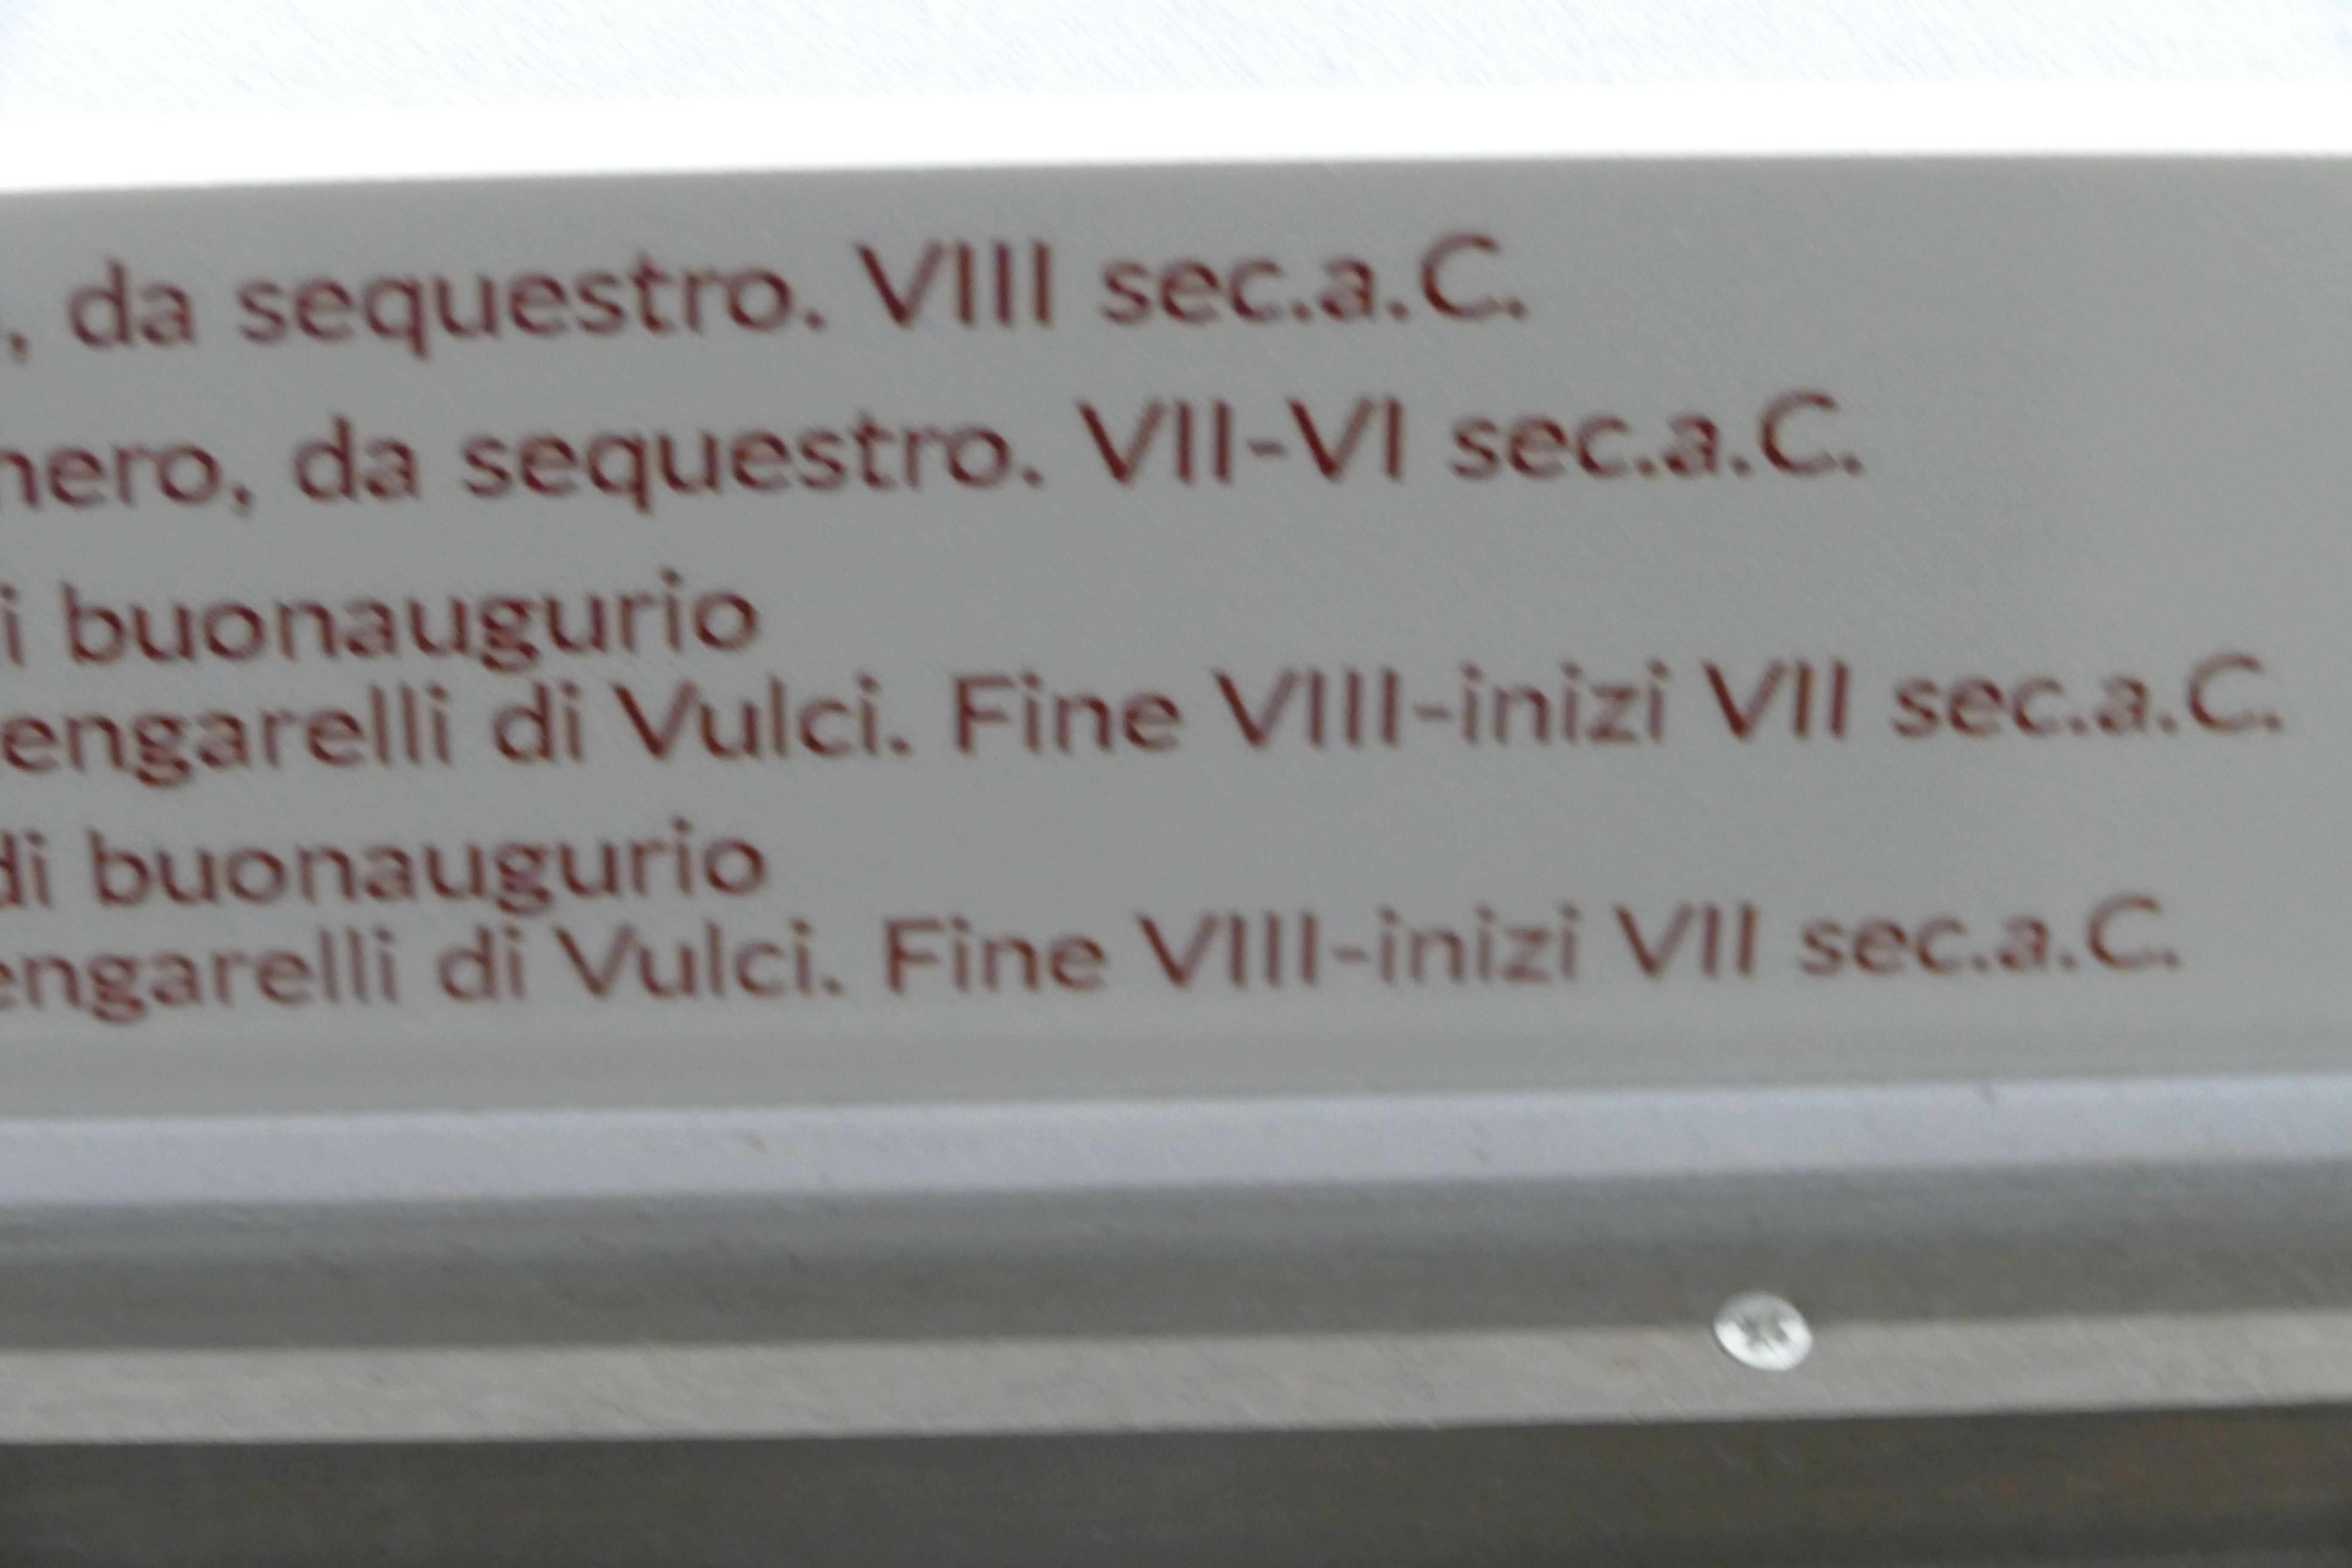 , da sequestro. VIII sec.a.C.
nero, da sequestro. VII-VI sec.a.C.
di buonaugurio
engarelli di Vulci. Fine VIII-inizi VII sec.a.C.
di buonaugurio
engarelli di Vulci. Fine VIII-inizi VII sec.a.C.